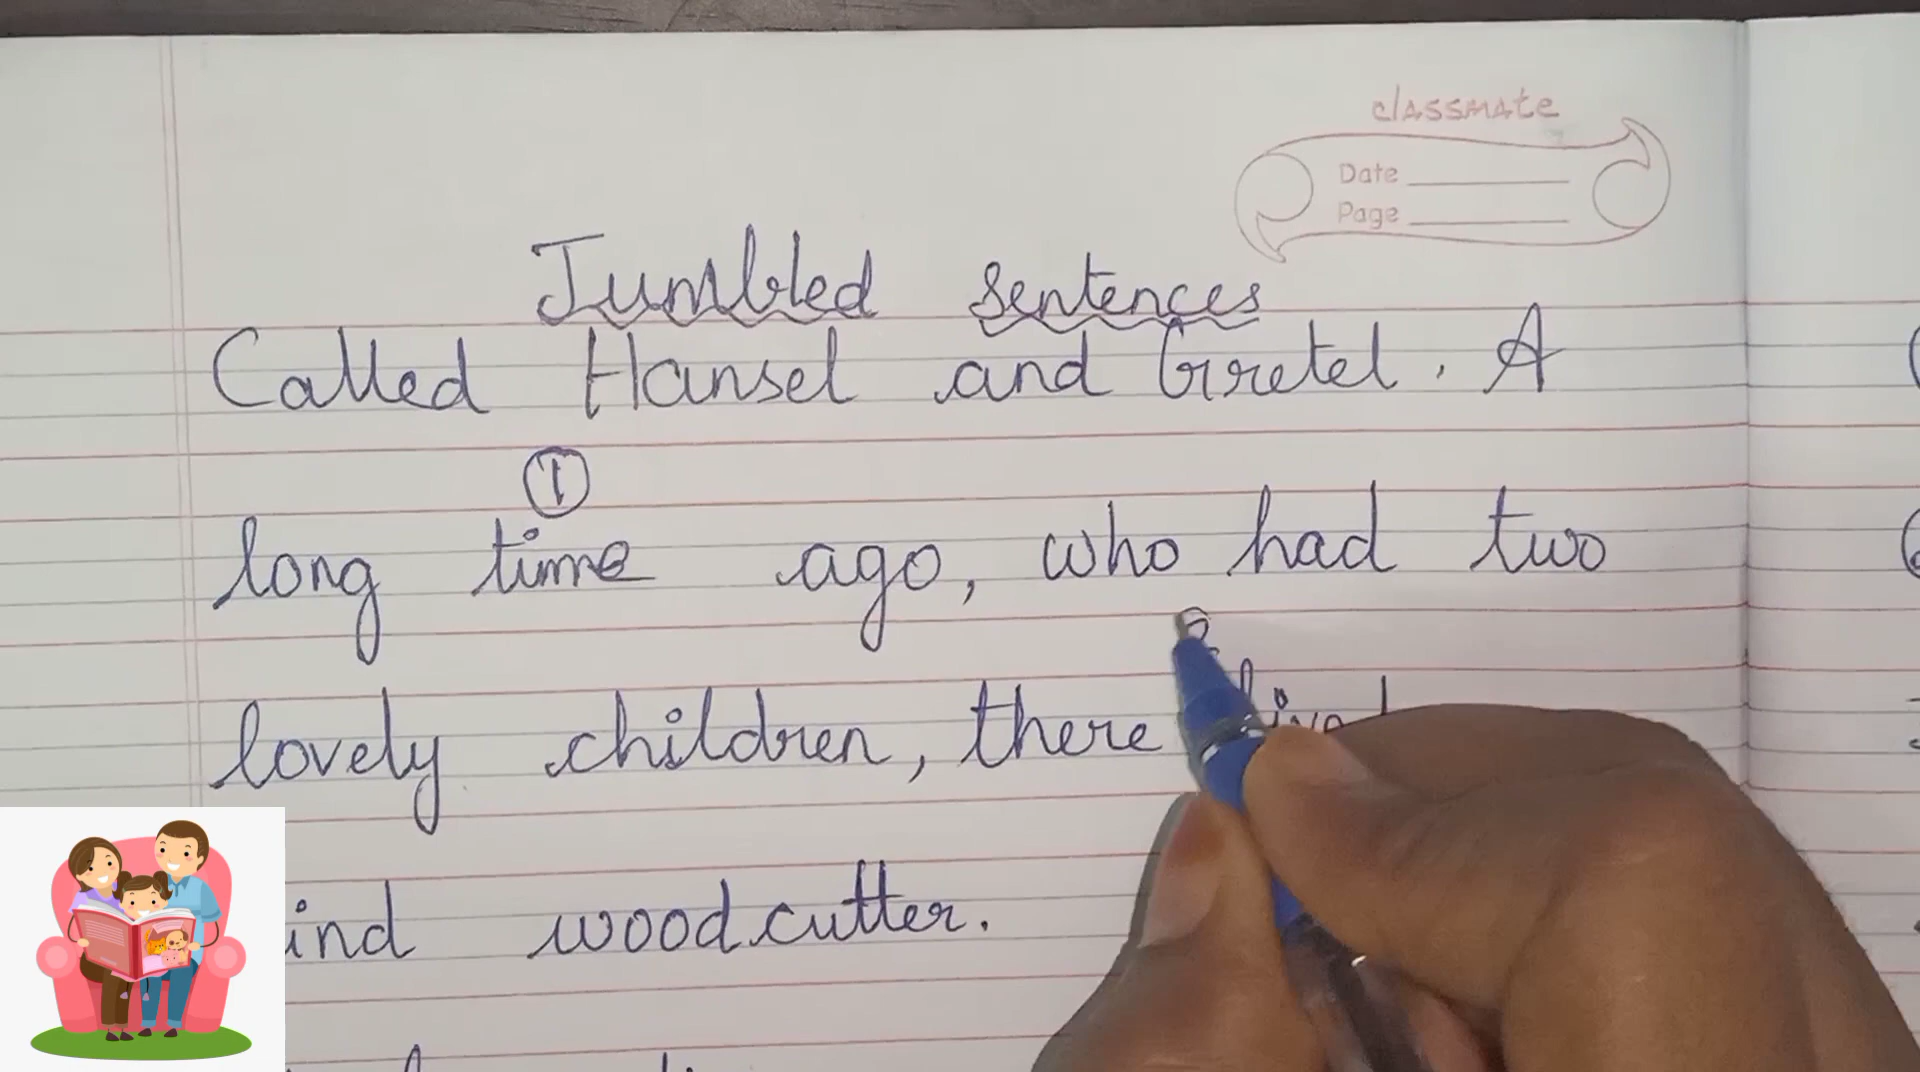 classmate
Date
Page
Jumbled sentences
Called Hansel and Gretel. A
1
long time ago, who had two
lovely children, there
woodcutter.